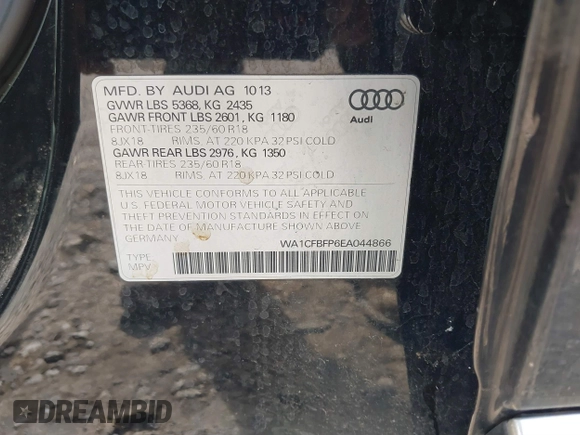 MFD. BY AUDI AG 1013
GVWR LBS 5368, KG 2435
GAWR FRONT LBS 2601, KG 1180
FRONT-TIRES 235/60 R18
8JX18 RIMS, AT 220 KPA 32 PSI COLD
GAWR REAR LBS 2976, KG 1350
REAR-TIRES 235/60 R18
8JX18 RIMS, AT 220 KPA 32 PSI COLD
THIS VEHICLE CONFORMS TO ALL APPLICABLE
U.S. FEDERAL MOTOR VEHICLE SAFETY AND
THEFT PREVENTION STANDARDS IN EFFECT ON
THE DATE OF MANUFACTURE SHOWN ABOVE
GERMANY
Audi
WA1CFBFP6EA044866
TYPE:
MPV
DREAMBID